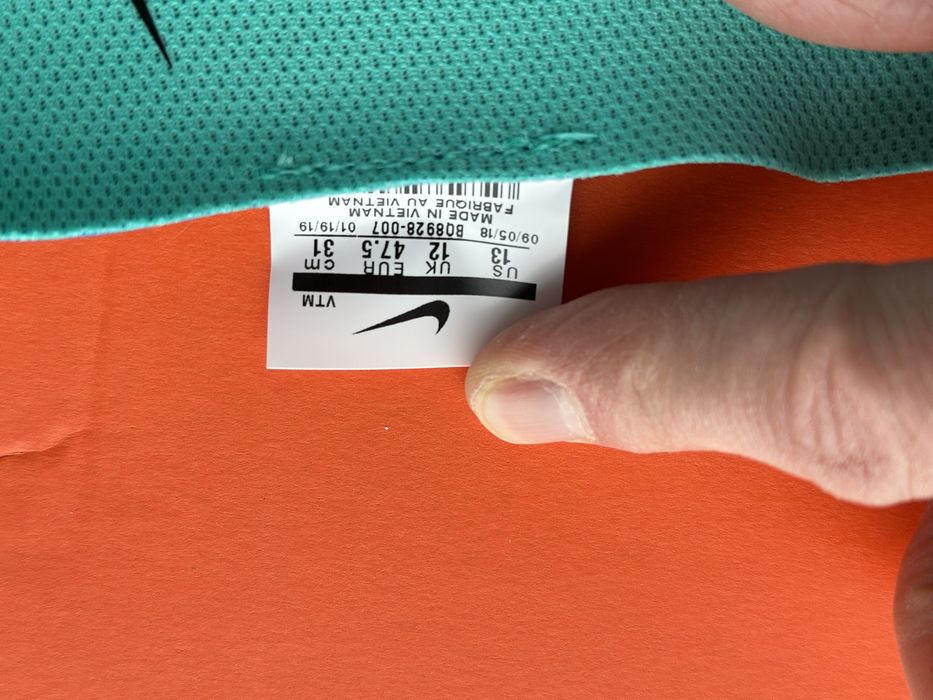 VTM
US UK EUR cm
13 12 47.5 31
09/05/18 BQ8928-007 01/19/19
MADE IN VIETNAM
FABRIQUE AU VIETNAM